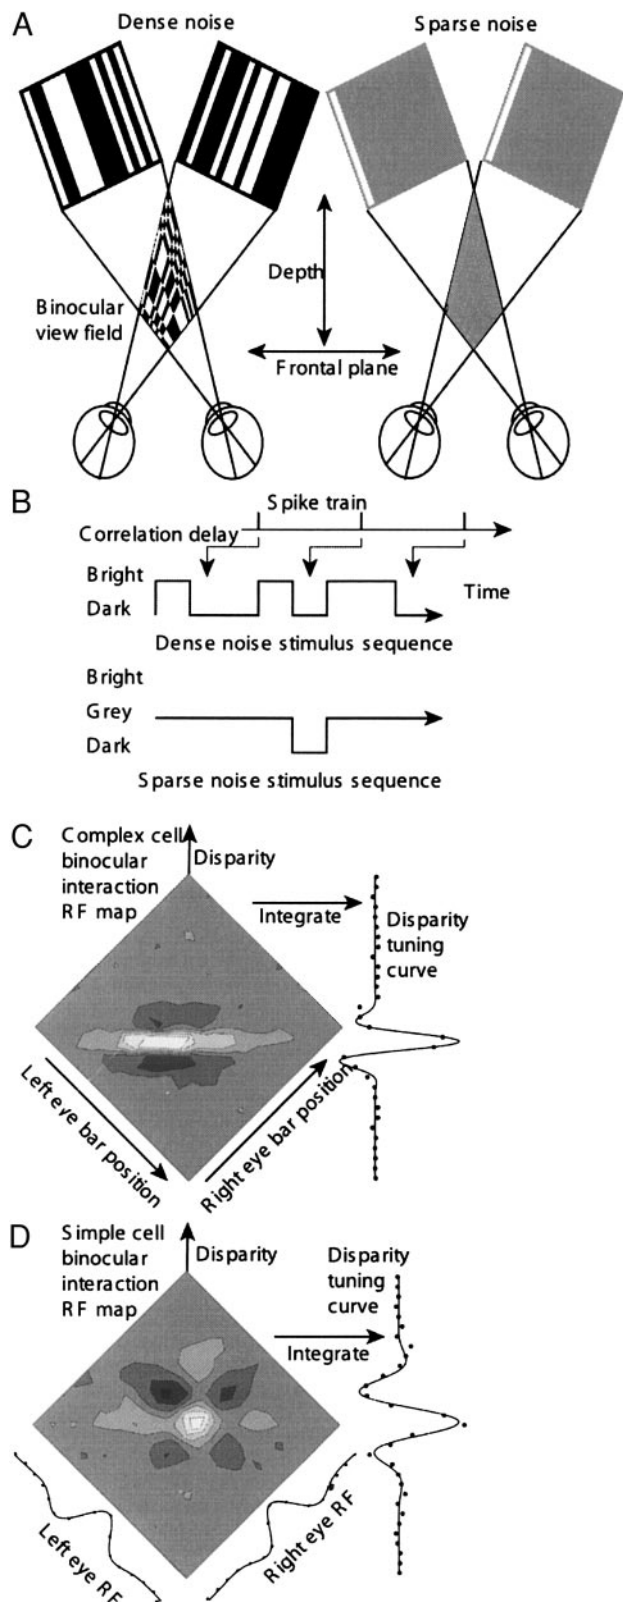 A
Dense noise
Sparse noise
Depth
Binocular
view field
Frontal plane
B
Spike train
Correlation delay
Bright
Dark
Time
Dense noise stimulus sequence
Bright
Grey
Dark
Sparse noise stimulus sequence
C
Complex cell
binocular
interaction
RF map
Disparity
Integrate
Disparity
tuning
curve
Left eye bar position
Right eye bar position
D
Simple cell
binocular
interaction
RF map
Disparity
Disparity
tuning
curve
Integrate
Left eye RF
Right eye RF